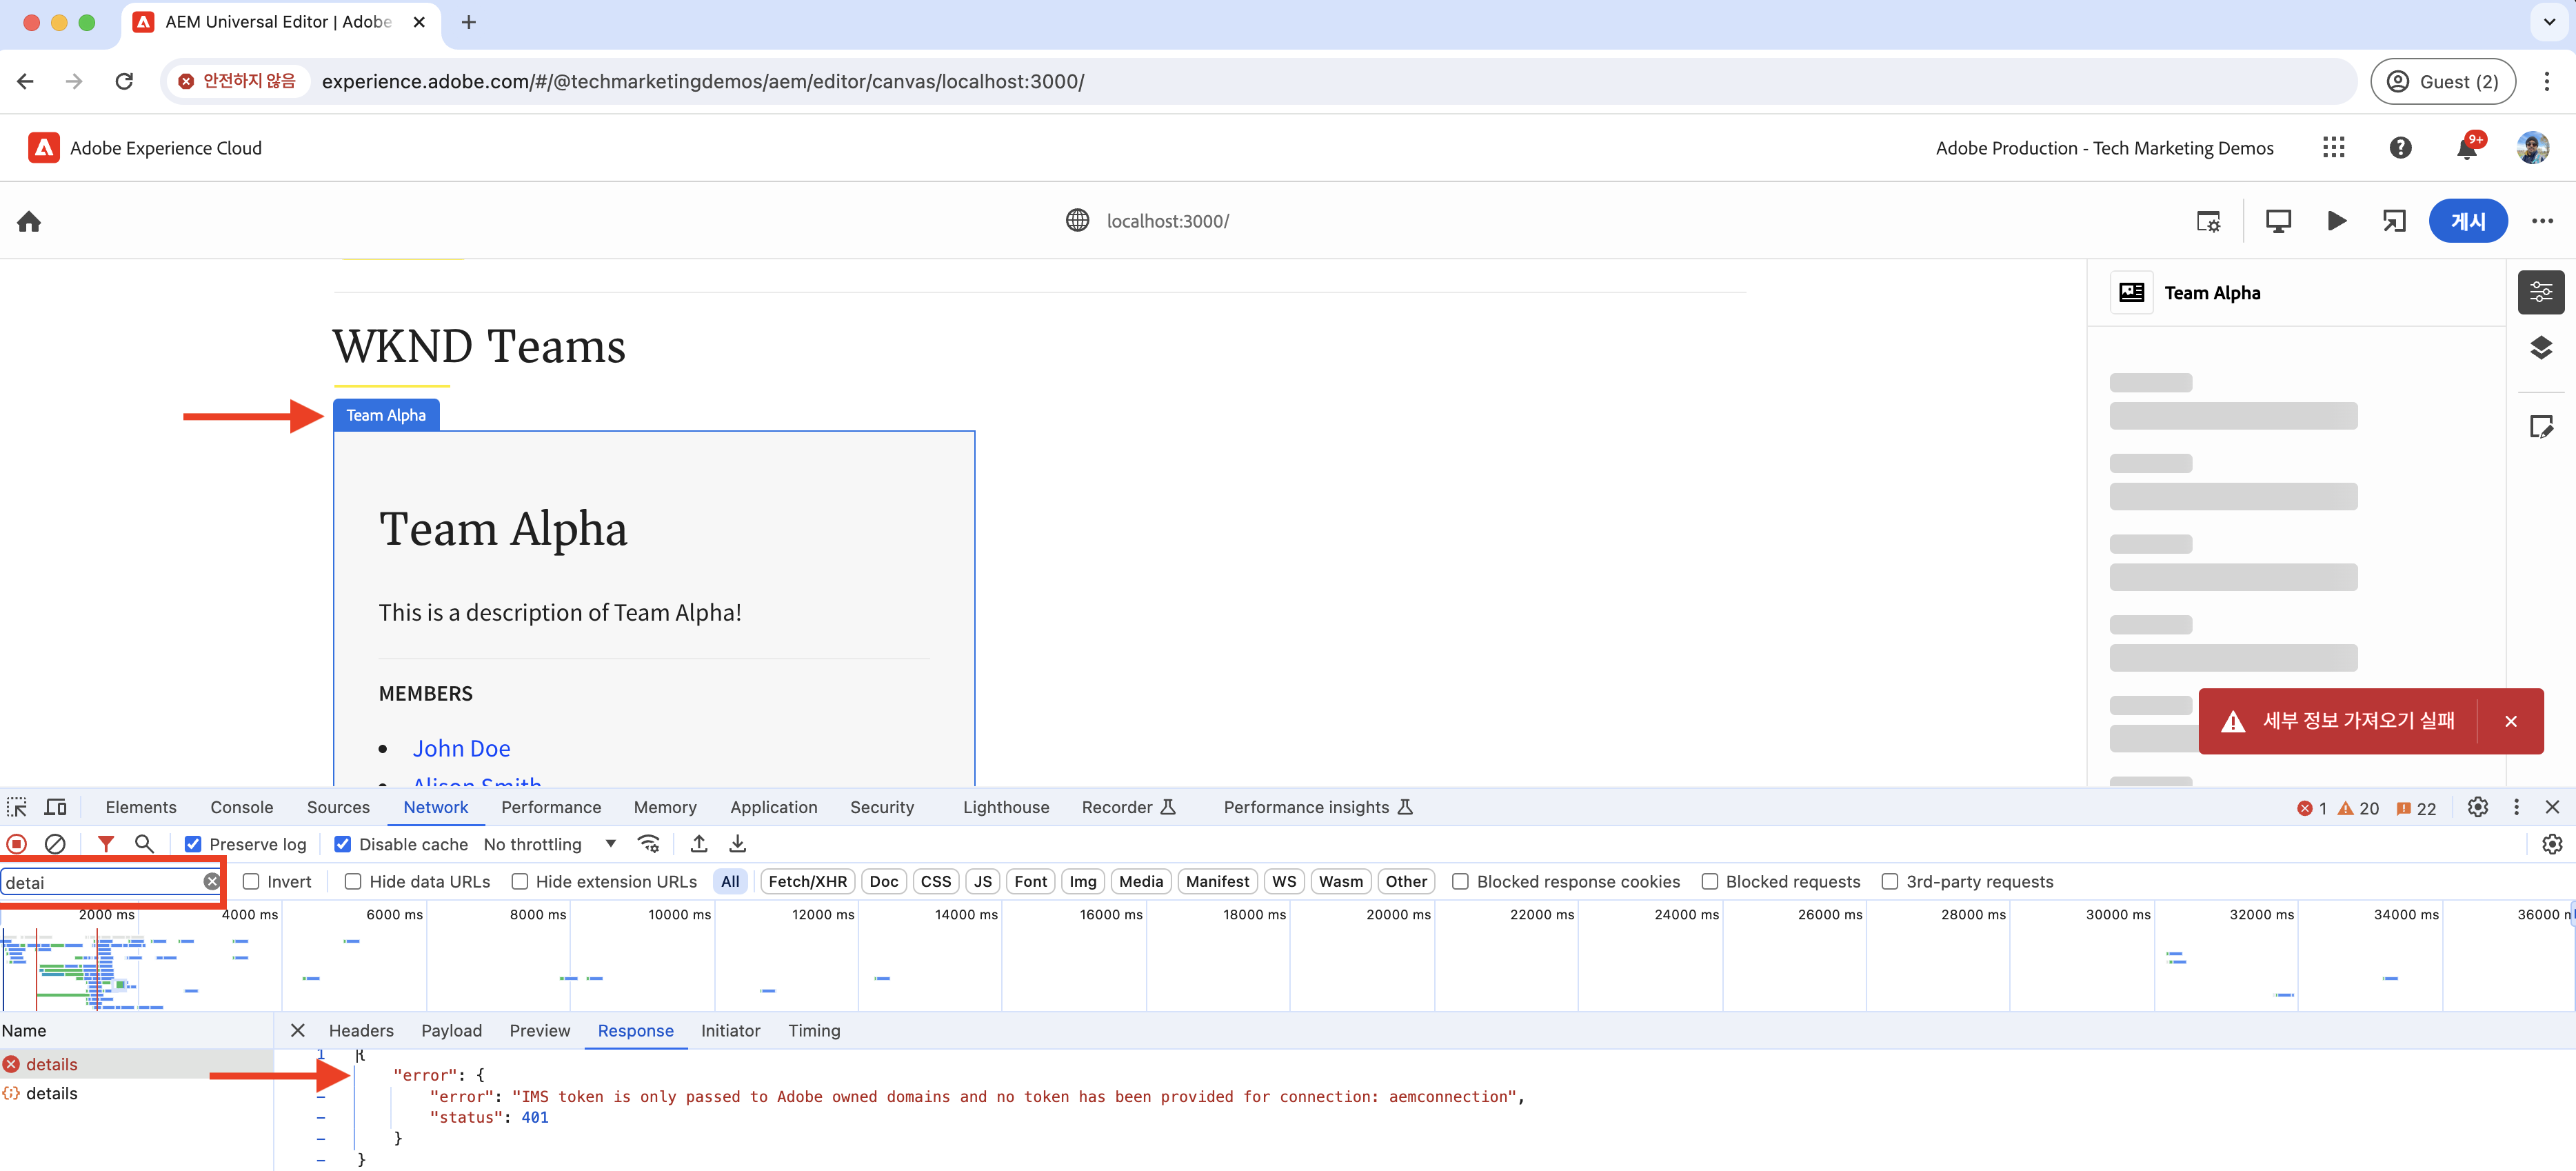 AEM Universal Editor | Adobe
안전하지 않음 experience.adobe.com/#/@techmarketingdemos/aem/editor/canvas/localhost:3000/ Guest (2)
Adobe Experience Cloud Adobe Production - Tech Marketing Demos 9+
localhost:3000/ 게시
Team Alpha
WKND Teams
Team Alpha
Team Alpha
This is a description of Team Alpha!
MEMBERS
John Doe
Alison Smith
세부 정보 가져오기 실패
Elements Console Sources Network Performance Memory Application Security Lighthouse Recorder Performance insights 1 20 22
Preserve log Disable cache No throttling
detai Invert Hide data URLs Hide extension URLs All Fetch/XHR Doc CSS JS Font Img Media Manifest WS Wasm Other Blocked response cookies Blocked requests 3rd-party requests
2000 ms 4000 ms 6000 ms 8000 ms 10000 ms 12000 ms 14000 ms 16000 ms 18000 ms 20000 ms 22000 ms 24000 ms 26000 ms 28000 ms 30000 ms 32000 ms 34000 ms 36000 m
Name Headers Payload Preview Response Initiator Timing
details
details
1 {
"error": {
- "error": "IMS token is only passed to Adobe owned domains and no token has been provided for connection: aemconnection",
- "status": 401
- }
- }